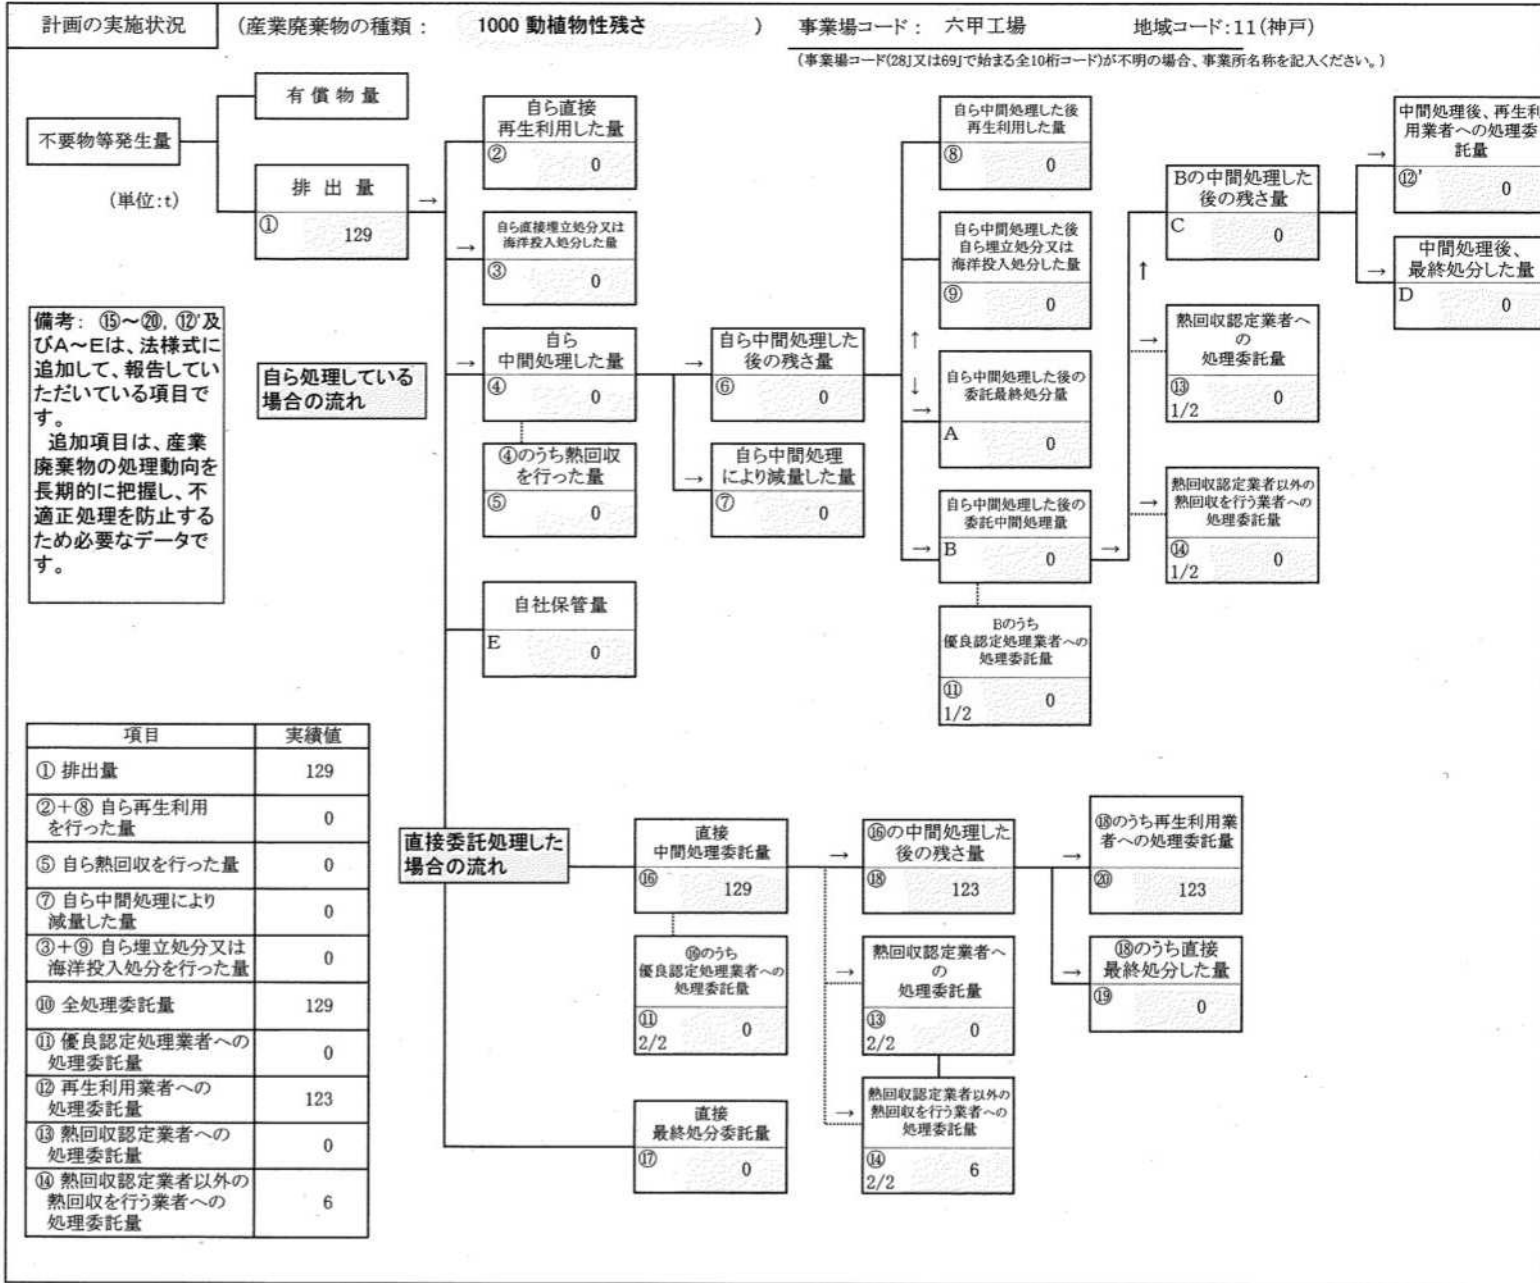 計画の実施状況 (産業廃棄物の種類： 1000 動植物性残さ ) 事業場コード： 六甲工場 地域コード：11(神戸)
(事業場コード(28｣又は69｣で始まる全10桁コード)が不明の場合、事業所名称を記入ください。)
不要物等発生量
(単位:t)
有償物量
排出量
① 129
→
自ら直接
再生利用した量
② 0
→
自ら直接埋立処分又は
海洋投入処分した量
③ 0
→
自ら
中間処理した量
④ 0
④のうち熱回収
を行った量
⑤ 0
自社保管量
E 0
→
自ら中間処理した
後の残さ量
⑥ 0
→
自ら中間処理
により減量した量
⑦ 0
自ら中間処理した後
再生利用した量
⑧ 0
自ら中間処理した後
自ら埋立処分又は
海洋投入処分した量
⑨ 0
↑
↓
→
自ら中間処理した後の
委託最終処分量
A 0
→
自ら中間処理した後の
委託中間処理量
B 0
→
Bのうち
優良認定処理業者への
処理委託量
⑪
1/2 0
↑
Bの中間処理した
後の残さ量
C 0
→
熱回収認定業者へ
の
処理委託量
⑬
1/2 0
→
熱回収認定業者以外の
熱回収を行う業者への
処理委託量
⑭
1/2 0
→
中間処理後、再生利
用業者への処理委
託量
⑫' 0
→
中間処理後、
最終処分した量
D 0
備考： ⑮～⑳, ⑫'及
びA～Eは、法様式に
追加して、報告してい
ただいている項目で
す。
追加項目は、産業
廃棄物の処理動向を
長期的に把握し、不
適正処理を防止する
ため必要なデータで
す。
自ら処理している
場合の流れ
項目 実績値
① 排出量 129
②＋⑧ 自ら再生利用
を行った量 0
⑤ 自ら熱回収を行った量 0
⑦ 自ら中間処理により
減量した量 0
③＋⑨ 自ら埋立処分又は
海洋投入処分を行った量 0
⑩ 全処理委託量 129
⑪ 優良認定処理業者への
処理委託量 0
⑫ 再生利用業者への
処理委託量 123
⑬ 熱回収認定業者への
処理委託量 0
⑭ 熱回収認定業者以外の
熱回収を行う業者への
処理委託量 6
直接委託処理した
場合の流れ
直接
中間処理委託量
⑯ 129
→
⑯のうち
優良認定処理業者への
処理委託量
⑪
2/2 0
直接
最終処分委託量
⑰ 0
⑯の中間処理した
後の残さ量
⑱ 123
→
→
熱回収認定業者へ
の
処理委託量
⑬
2/2 0
→
熱回収認定業者以外の
熱回収を行う業者への
処理委託量
⑭
2/2 6
⑱のうち再生利用業
者への処理委託量
⑳ 123
→
⑱のうち直接
最終処分した量
⑲ 0